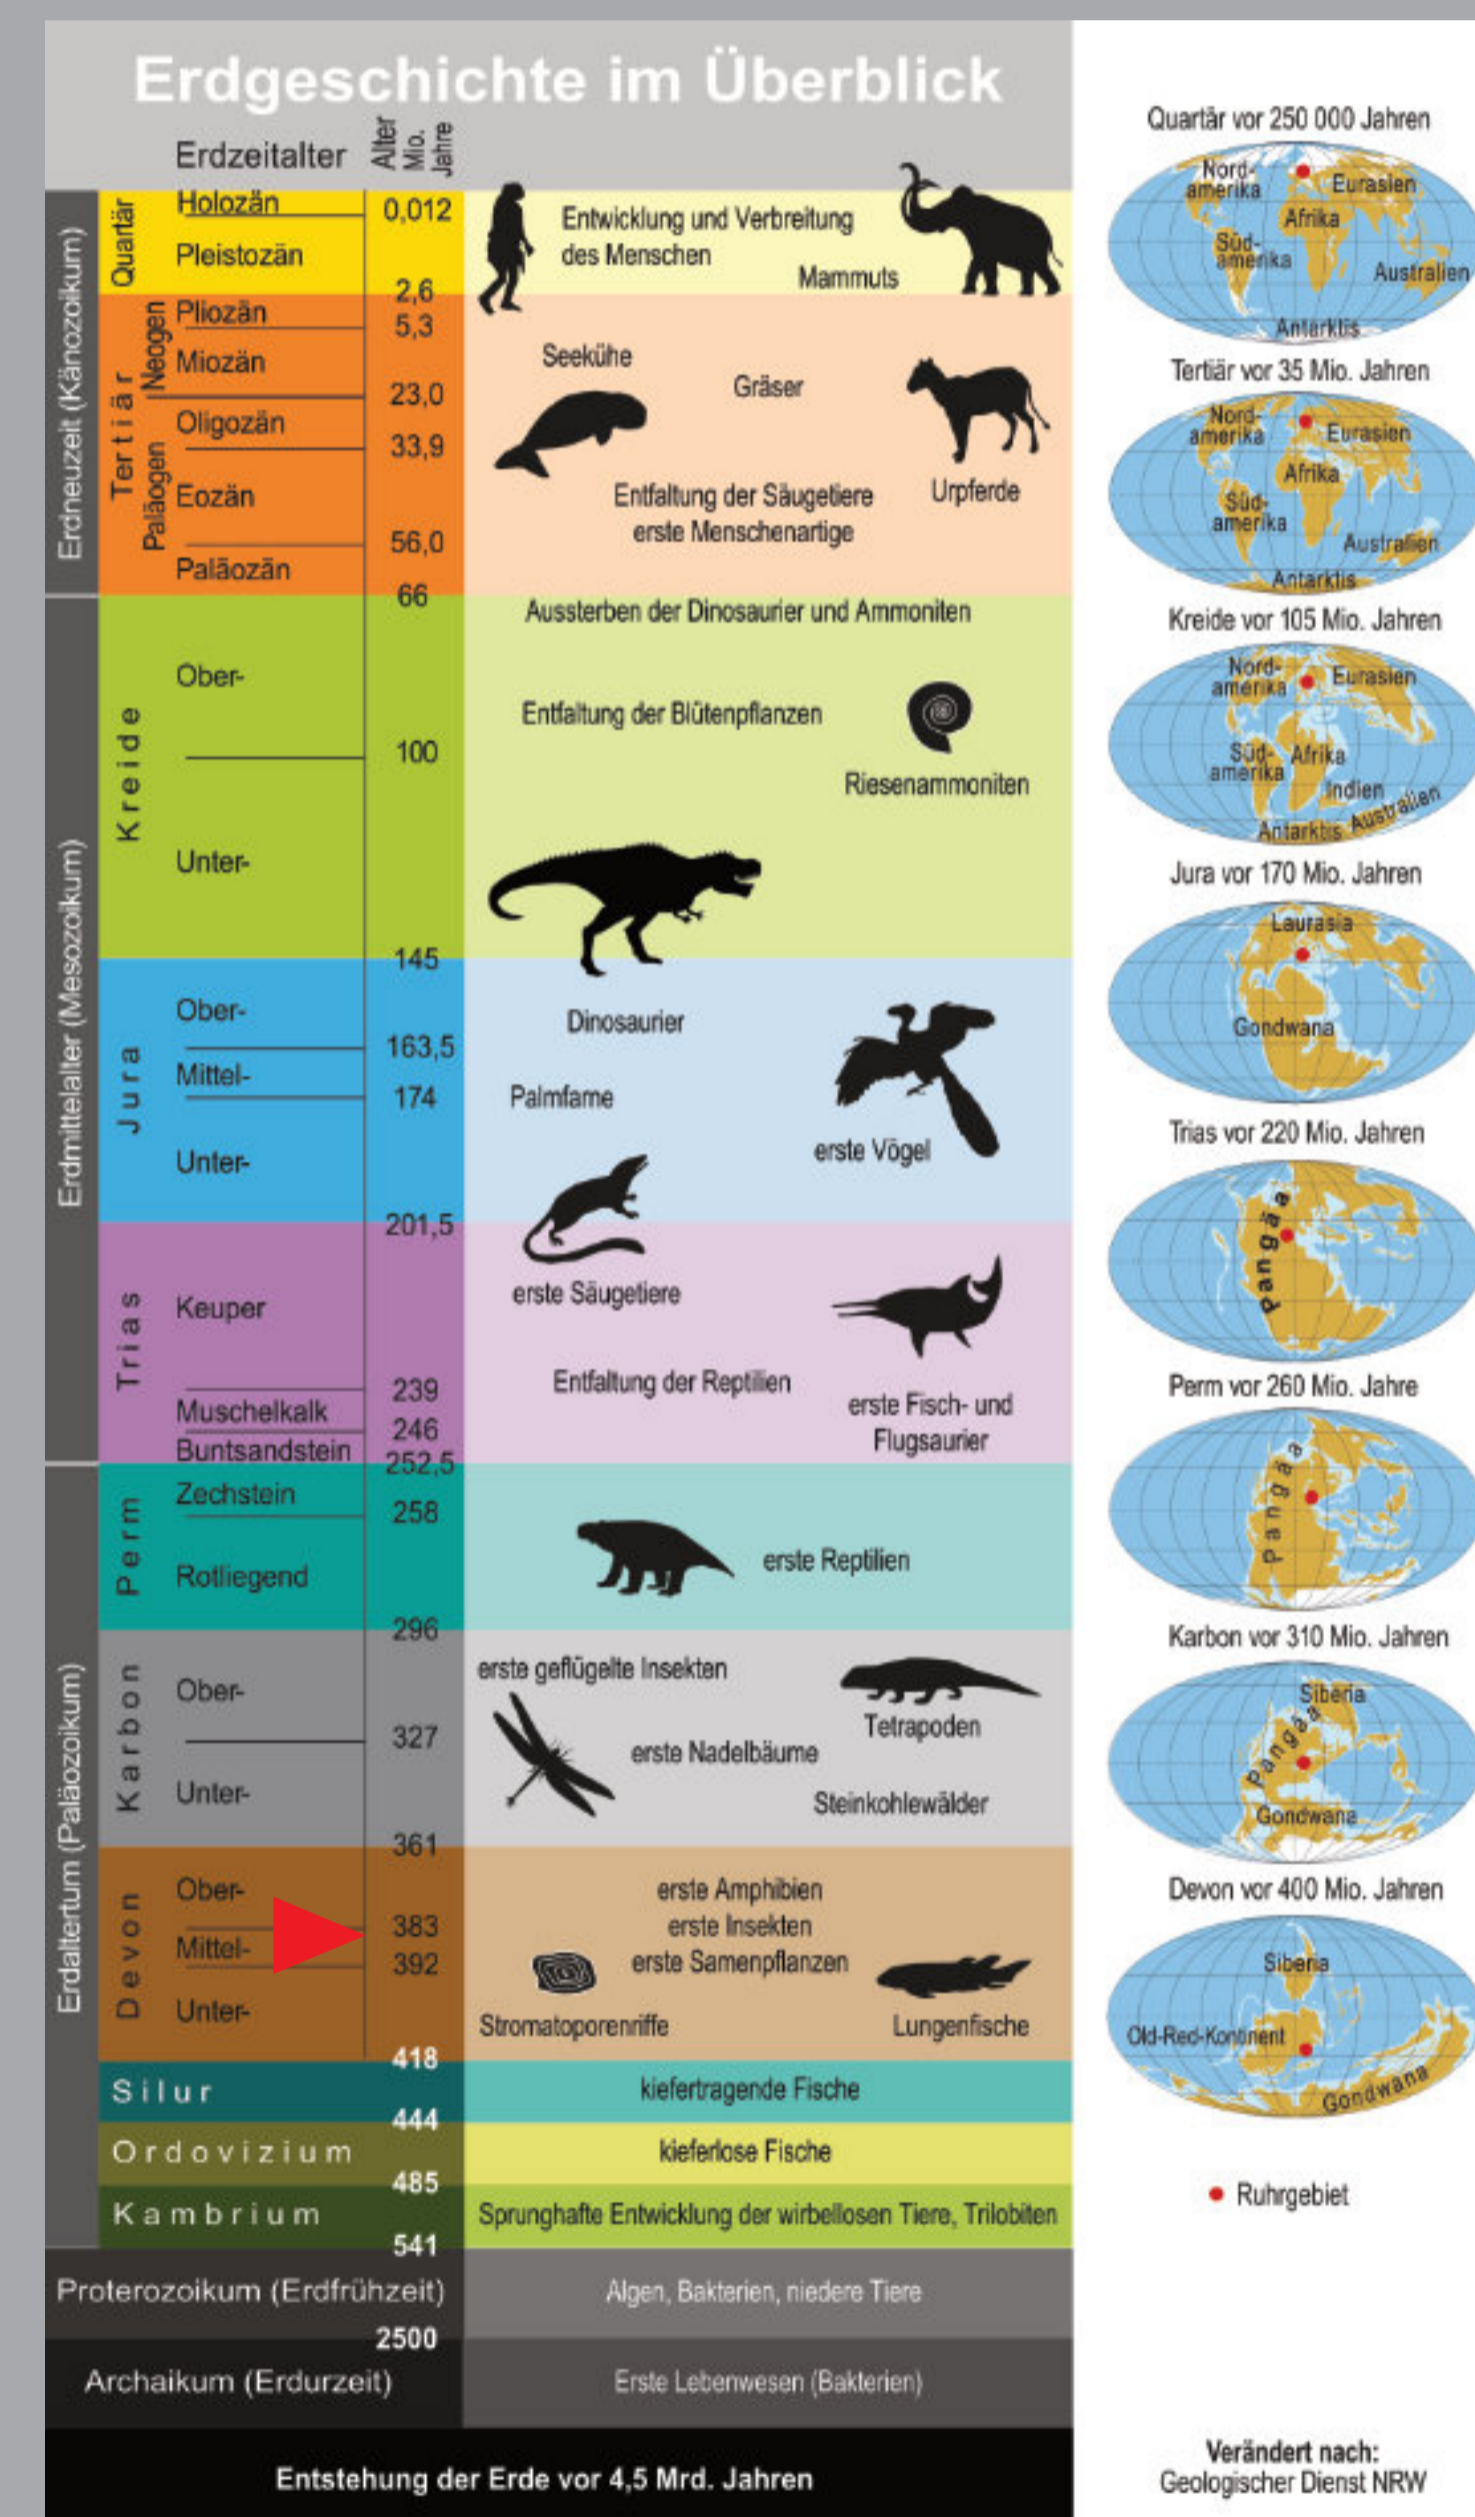 Erdgeschichte im Überblick
Erdzeitalter
Alter
Mio.
Jahre
Erdneuzeit (Känozoikum)
Quartär
Holozän
0,012
Pleistozän
2,6
Entwicklung und Verbreitung
des Menschen
Mammuts
Tertiär
Neogen
Paläogen
Pliozän
5,3
Miozän
23,0
Oligozän
33,9
Eozän
56,0
Paläozän
66
Seekühe
Gräser
Urpferde
Entfaltung der Säugetiere
erste Menschenartige
Erdmittelalter (Mesozoikum)
Kreide
Ober-
100
Unter-
145
Aussterben der Dinosaurier und Ammoniten
Entfaltung der Blütenpflanzen
Riesenammoniten
Jura
Ober-
163,5
Mittel-
174
Unter-
201,5
Dinosaurier
Palmfarne
erste Vögel
Trias
Keuper
239
Muschelkalk
246
Buntsandstein
252,5
erste Säugetiere
Entfaltung der Reptilien
erste Fisch- und
Flugsaurier
Erdaltertum (Paläozoikum)
Perm
Zechstein
258
Rotliegend
296
erste Reptilien
Karbon
Ober-
327
Unter-
361
erste geflügelte Insekten
Tetrapoden
erste Nadelbäume
Steinkohlewälder
Devon
Ober-
383
Mittel-
392
Unter-
418
erste Amphibien
erste Insekten
erste Samenpflanzen
Stromatoporenriffe
Lungenfische
Silur
444
kiefertragende Fische
Ordovizium
485
kieferlose Fische
Kambrium
541
Sprunghafte Entwicklung der wirbellosen Tiere, Trilobiten
Proterozoikum (Erdfrühzeit)
2500
Algen, Bakterien, niedere Tiere
Archaikum (Erdurzeit)
Erste Lebenwesen (Bakterien)
Entstehung der Erde vor 4,5 Mrd. Jahren
Quartär vor 250 000 Jahren
Nord-
amerika
Eurasien
Afrika
Süd-
amerika
Australien
Antarktis
Tertiär vor 35 Mio. Jahren
Nord-
amerika
Eurasien
Afrika
Süd-
amerika
Australien
Antarktis
Kreide vor 105 Mio. Jahren
Nord-
amerika
Eurasien
Süd-
amerika
Afrika
Indien
Antarktis
Australien
Jura vor 170 Mio. Jahren
Laurasia
Gondwana
Trias vor 220 Mio. Jahren
Pangäa
Perm vor 260 Mio. Jahre
Pangäa
Karbon vor 310 Mio. Jahren
Siberia
Pangäa
Gondwana
Devon vor 400 Mio. Jahren
Siberia
Old-Red-Kontinent
Gondwana
Ruhrgebiet
Verändert nach:
Geologischer Dienst NRW